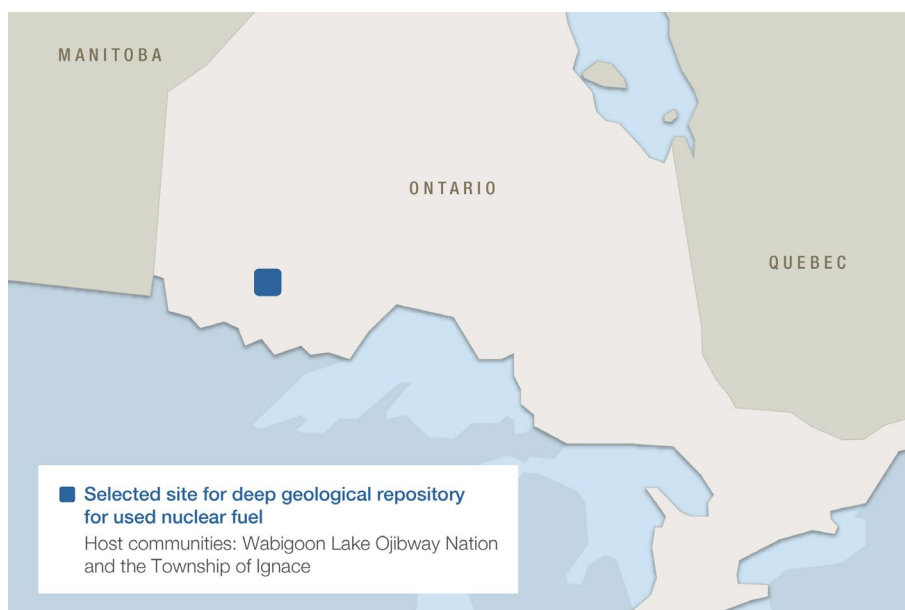 MANITOBA
ONTARIO
QUEBEC
Selected site for deep geological repository
for used nuclear fuel
Host communities: Wabigoon Lake Ojibway Nation
and the Township of Ignace